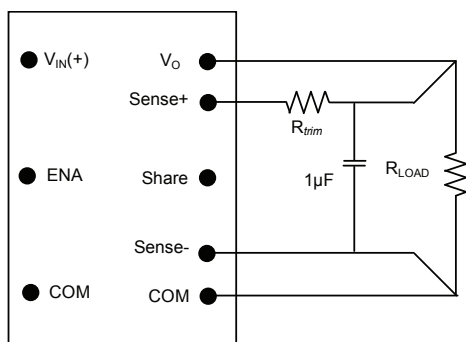 V_IN(+)
V_O
Sense+
R_trim
ENA
Share
1µF
R_LOAD
Sense-
COM
COM